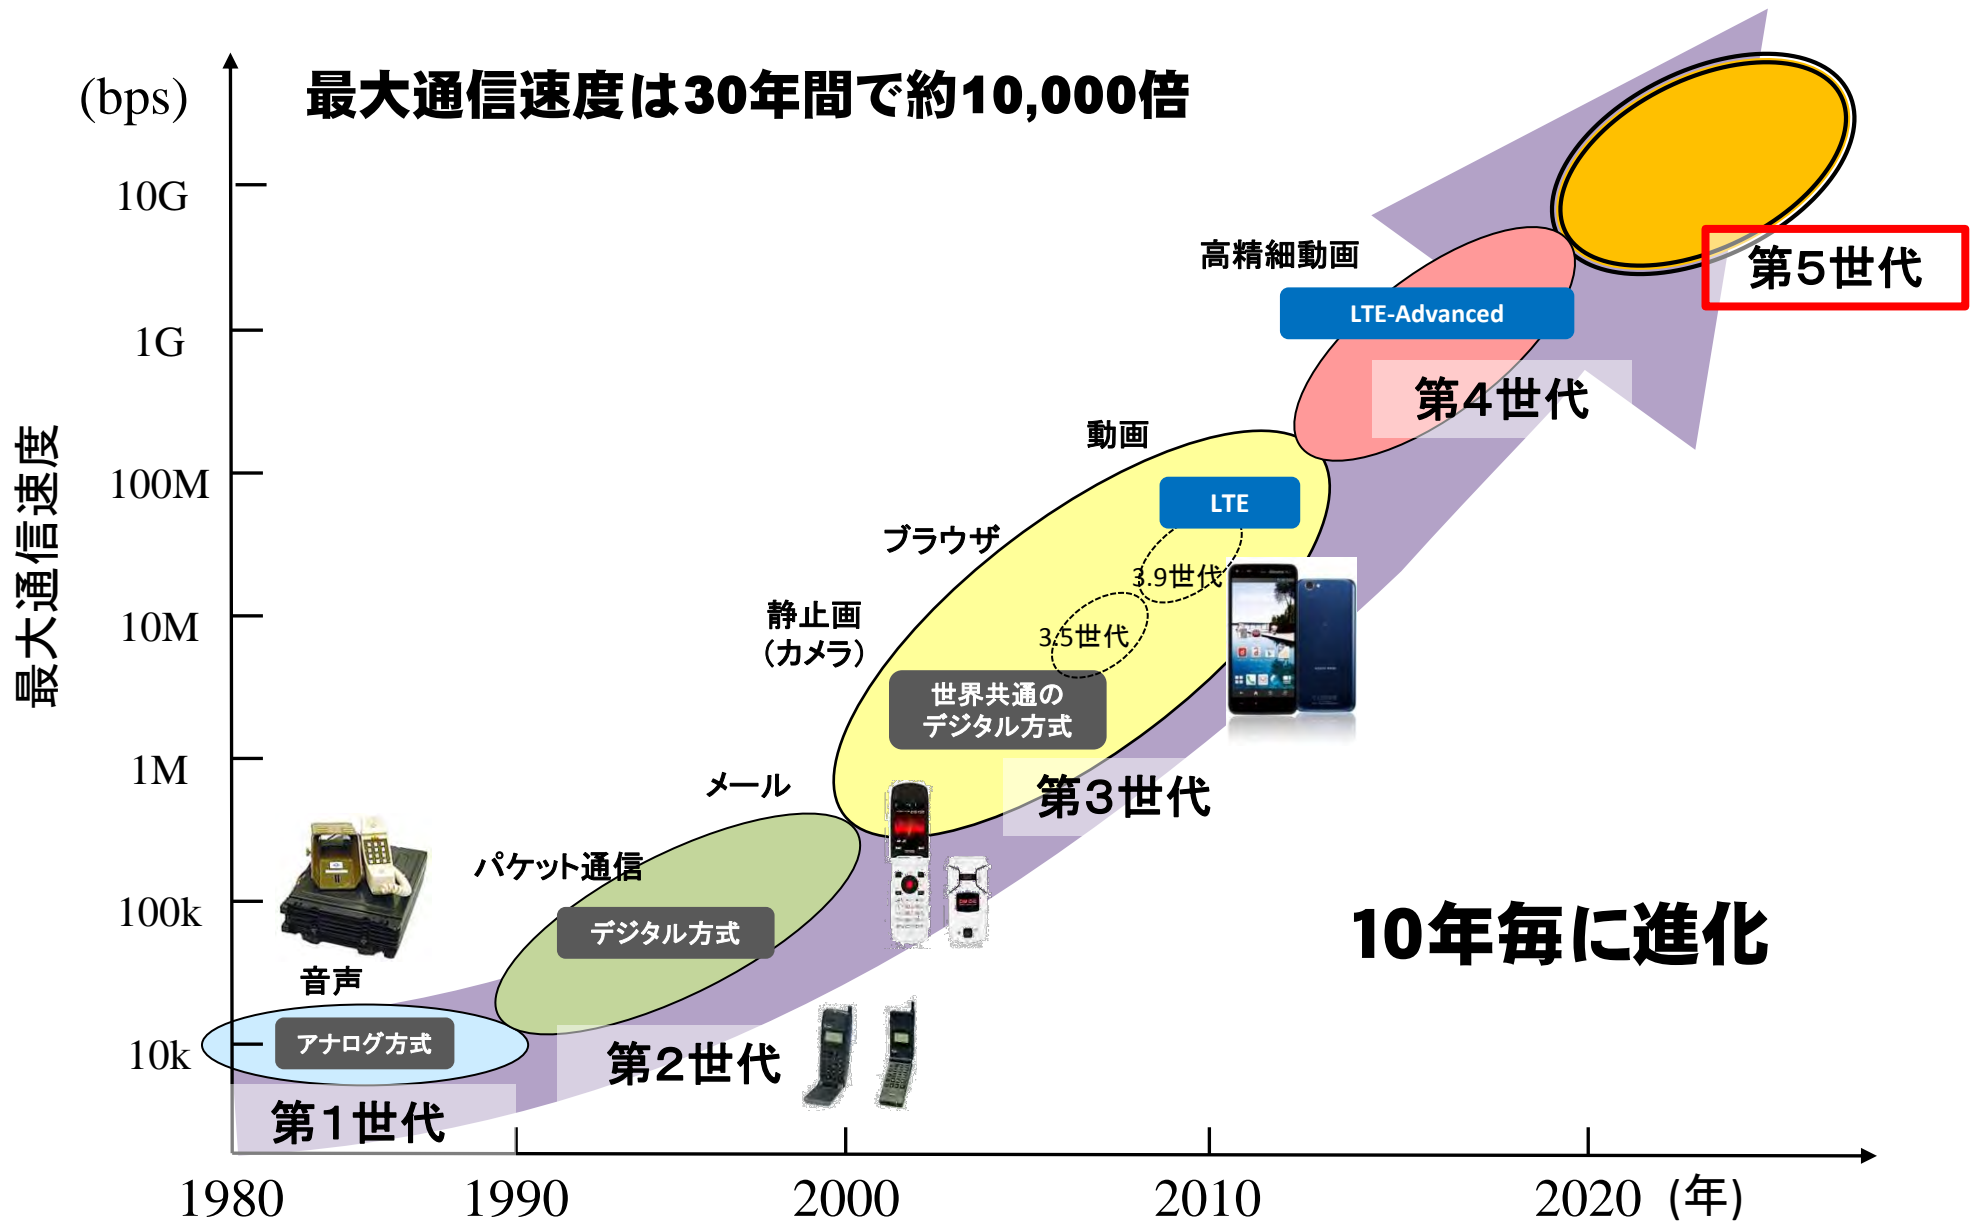 最大通信速度は30年間で約10,000倍
(bps)
10G
1G
100M
10M
1M
100k
10k
最大通信速度
第5世代
高精細動画
LTE-Advanced
第4世代
動画
LTE
ブラウザ
3.9世代
静止画
（カメラ）
3.5世代
世界共通の
デジタル方式
第3世代
メール
パケット通信
デジタル方式
第2世代
音声
アナログ方式
第1世代
10年毎に進化
1980
1990
2000
2010
2020
(年)